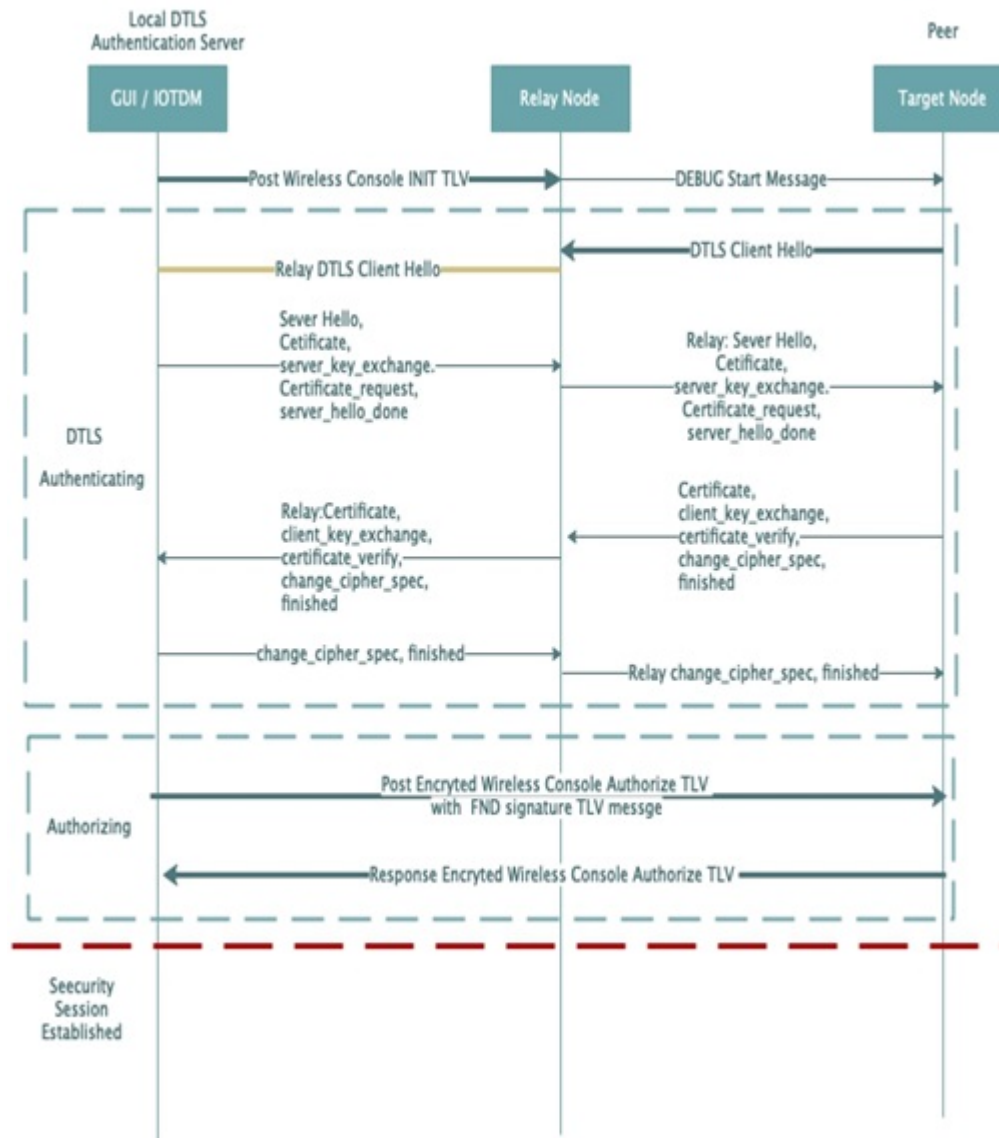 Local DTLS
Authentication Server
Peer
GUI / IOTDM
Relay Node
Target Node
Post Wireless Console INIT TLV
DEBUG Start Message
DTLS Client Hello
Relay DTLS Client Hello
Sever Hello,
Cetificate,
server_key_exchange.
Certificate_request,
server_hello_done
Relay: Sever Hello,
Cetificate,
server_key_exchange.
Certificate_request,
server_hello_done
DTLS
Authenticating
Certificate,
client_key_exchange,
certificate_verify,
change_cipher_spec,
finished
Relay:Certificate,
client_key_exchange,
certificate_verify,
change_cipher_spec,
finished
change_cipher_spec, finished
Relay change_cipher_spec, finished
Post Encryted Wireless Console Authorize TLV
with FND signature TLV messge
Authorizing
Response Encryted Wireless Console Authorize TLV
Seecurity
Session
Established